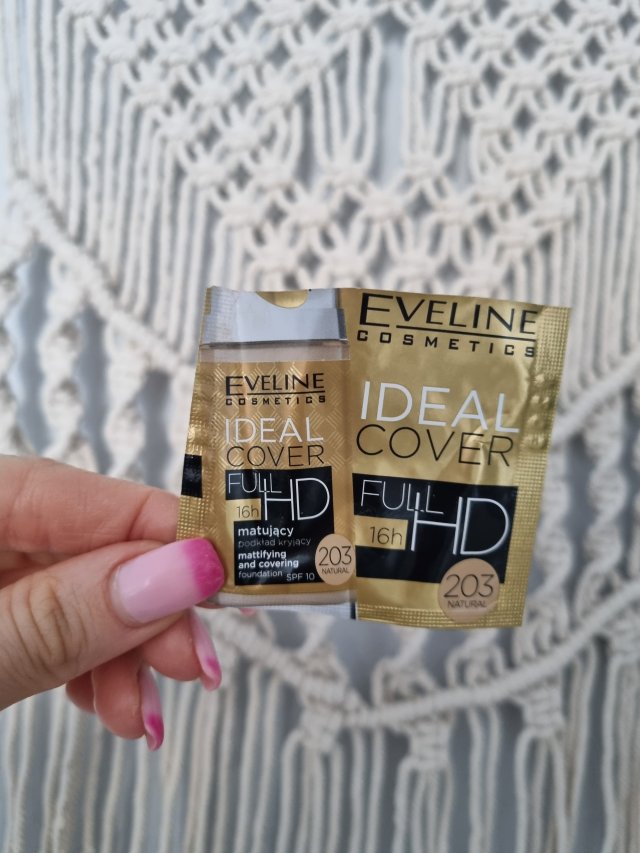 EVELINE
COSMETICS
IDEAL
COVER
FULL
HD
16h
matujący
podkład kryjący
mattifying
and covering
foundation SPF 10
203
NATURAL
EVELINE
COSMETICS
IDEAL
COVER
FULL
HD
16h
203
NATURAL